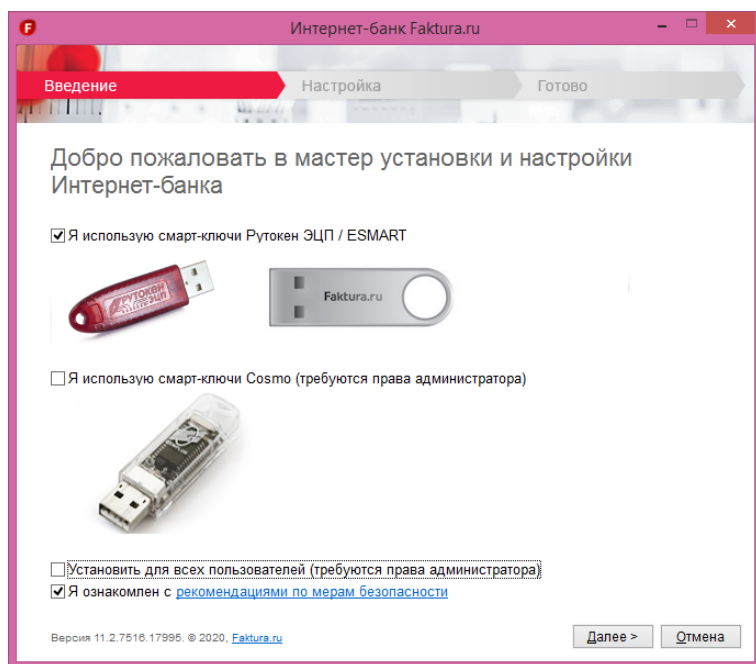 Интернет-банк Faktura.ru
Введение
Настройка
Готово
Добро пожаловать в мастер установки и настройки
Интернет-банка
Я использую смарт-ключи Рутокен ЭЦП / ESMART
РУТОКЕН
ЭЦП
Faktura.ru
Я использую смарт-ключи Cosmo (требуются права администратора)
Установить для всех пользователей (требуются права администратора)
Я ознакомлен с рекомендациями по мерам безопасности
Версия 11.2.7516.17995. © 2020, Faktura.ru
Далее >
Отмена